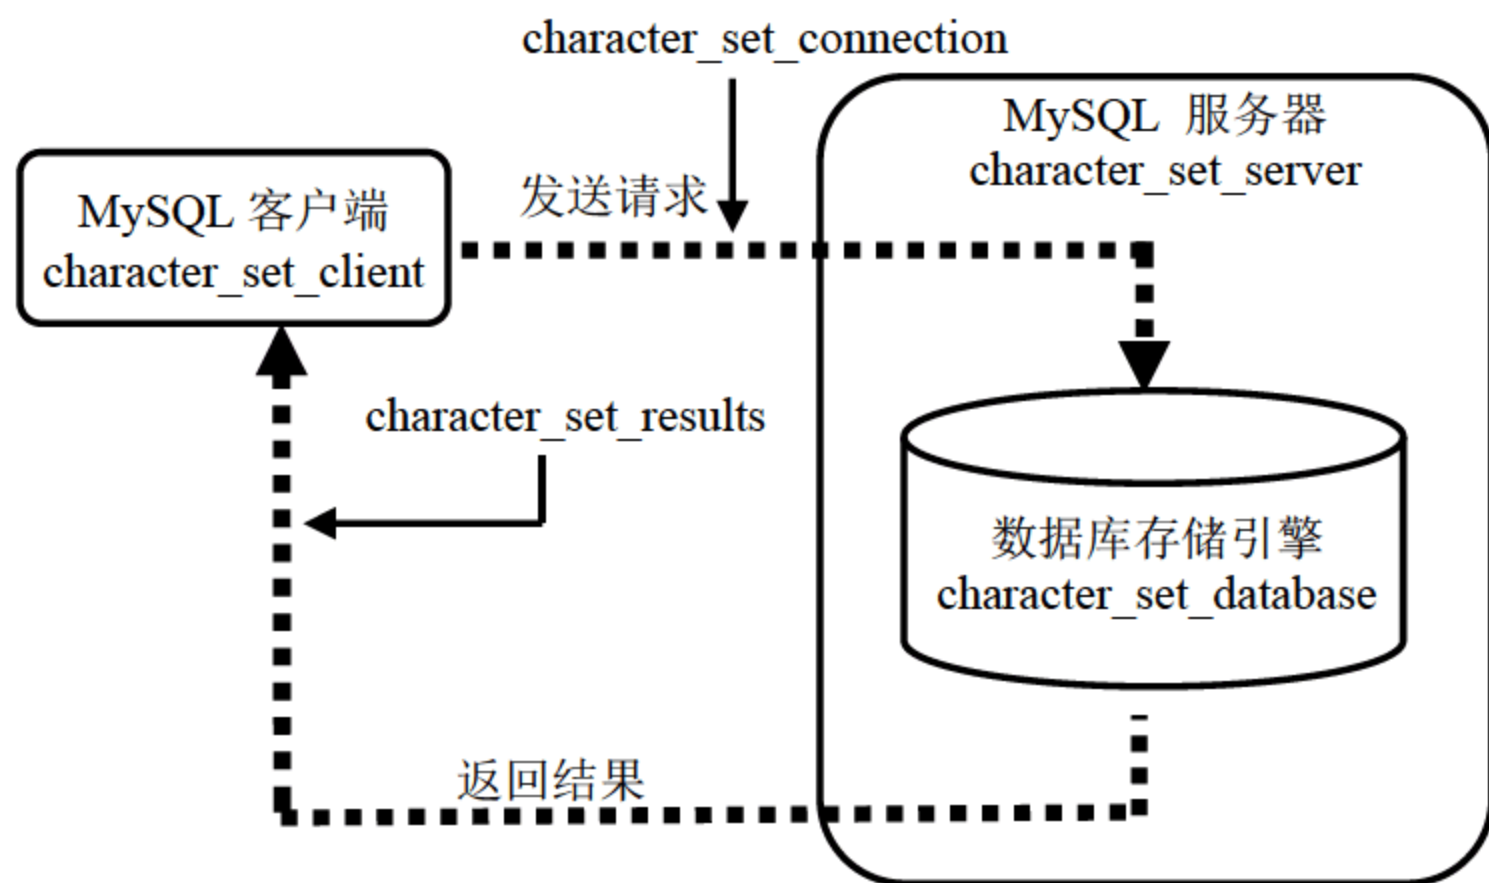 character_set_connection
MySQL 服务器
character_set_server
发送请求
MySQL 客户端
character_set_client
character_set_results
数据库存储引擎
character_set_database
返回结果